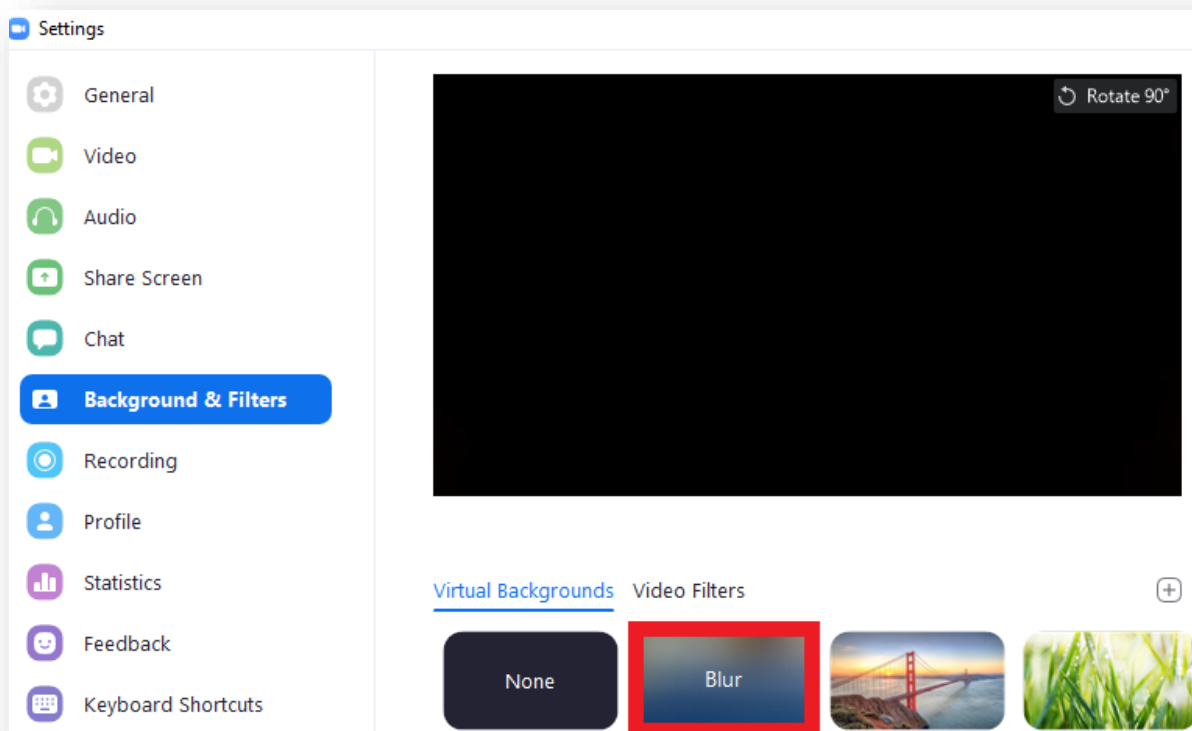 Settings
General
Video
Audio
Share Screen
Chat
Background & Filters
Recording
Profile
Statistics
Feedback
Keyboard Shortcuts
Rotate 90°
Virtual Backgrounds Video Filters
None
Blur